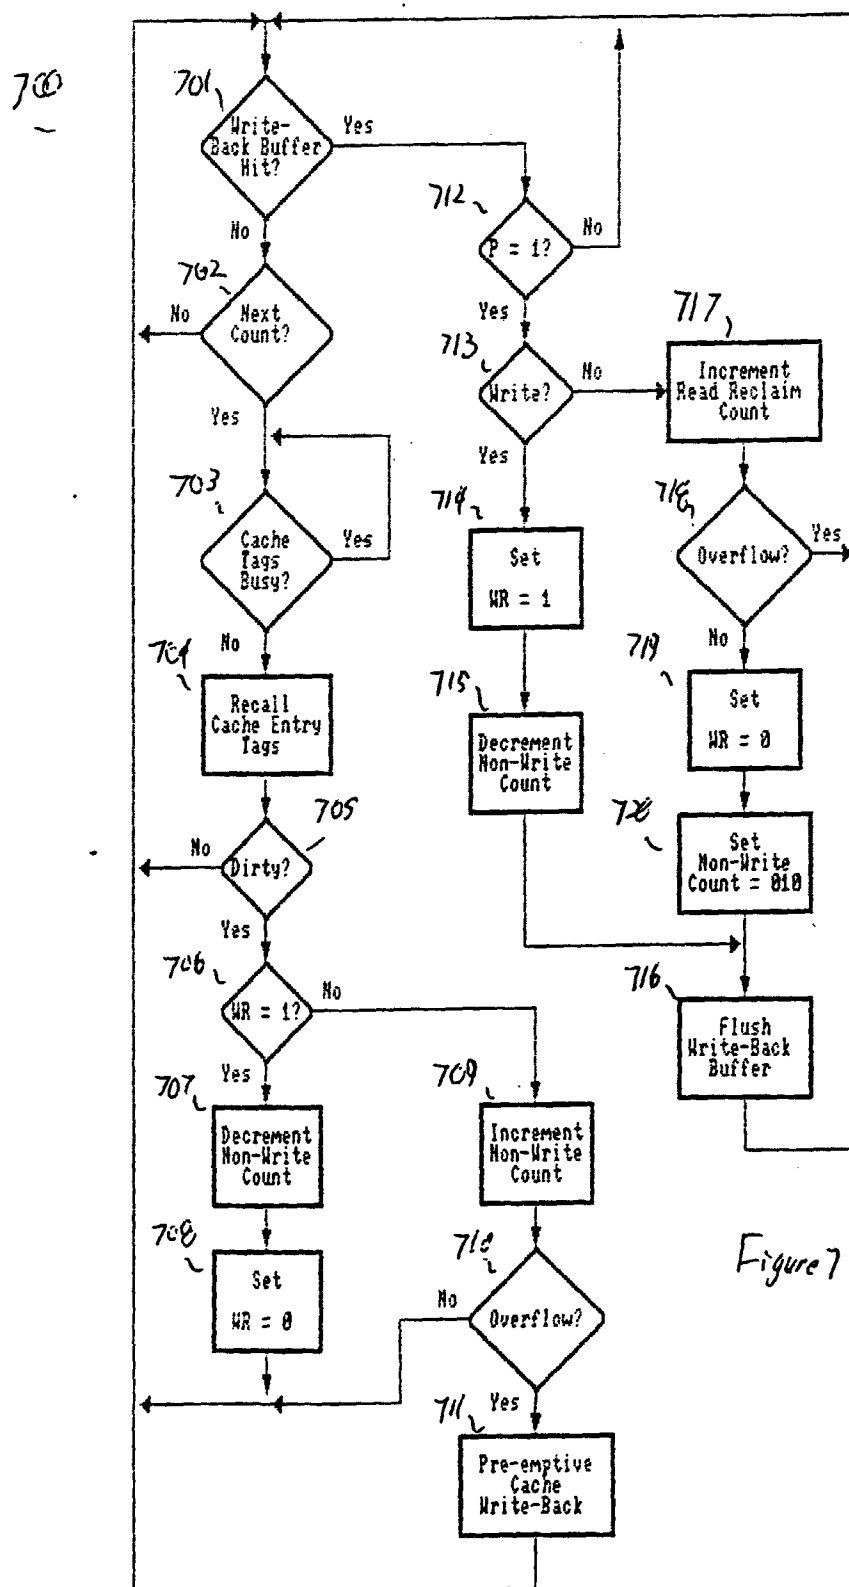 700
701
Write-
Back Buffer
Hit?
Yes
No
712
P = 1?
No
Yes
702
Next
Count?
No
Yes
713
Write?
No
Yes
717
Increment
Read Reclaim
Count
703
Cache
Tags
Busy?
Yes
No
714
Set
WR = 1
718
Overflow?
Yes
No
704
Recall
Cache Entry
Tags
715
Decrement
Non-Write
Count
719
Set
WR = 0
705
Dirty?
No
Yes
720
Set
Non-Write
Count = 010
706
WR = 1?
No
Yes
716
Flush
Write-Back
Buffer
707
Decrement
Non-Write
Count
709
Increment
Non-Write
Count
708
Set
WR = 0
710
Overflow?
No
Yes
711
Pre-emptive
Cache
Write-Back
Figure 7